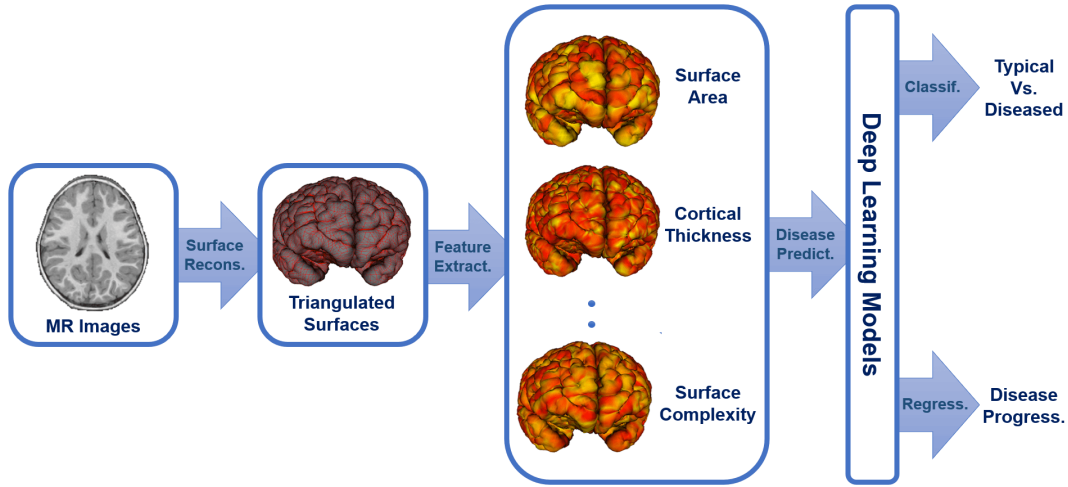 MR Images
Surface
Recons.
Triangulated
Surfaces
Feature
Extract.
Surface
Area
Cortical
Thickness
Surface
Complexity
Disease
Predict.
Deep Learning Models
Classif.
Typical
Vs.
Diseased
Regress.
Disease
Progress.